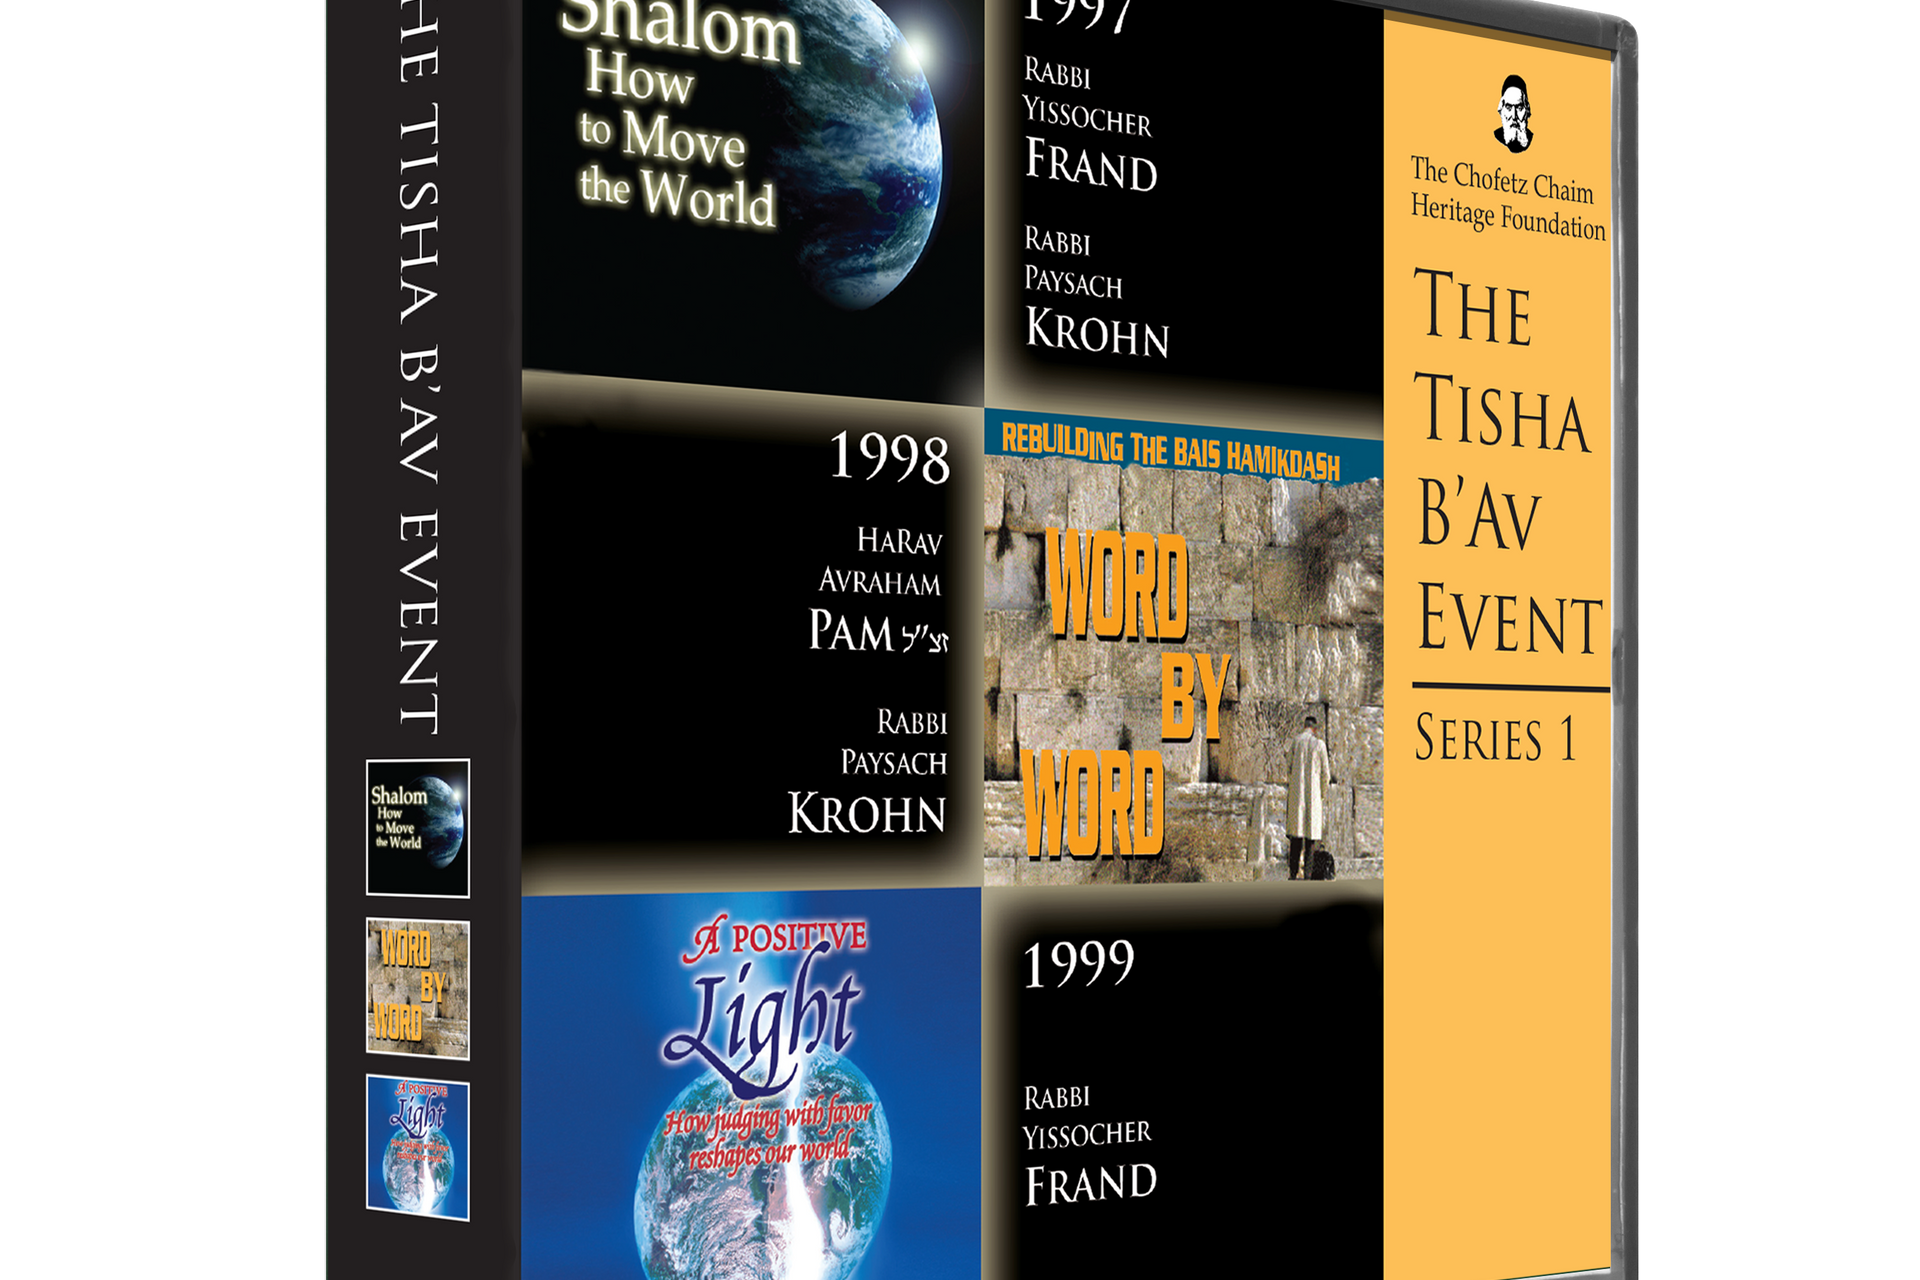 HE TISHA B'AV EVENT
Shalom
How
to Move
the World
WORD
BY
WORD
A POSITIVE
Light
Shalom
How
to Move
the World
1997
RABBI
YISSOCHER
FRAND
RABBI
PAYSACH
KROHN
1998
HARAV
AVRAHAM
PAM זצ״ל
RABBI
PAYSACH
KROHN
REBUILDING THE BAIS HAMIKDASH
WORD
BY
WORD
A POSITIVE
Light
How judging with favor
reshapes our world
1999
RABBI
YISSOCHER
FRAND
The Chofetz Chaim
Heritage Foundation
THE
TISHA
B'AV
EVENT
SERIES 1